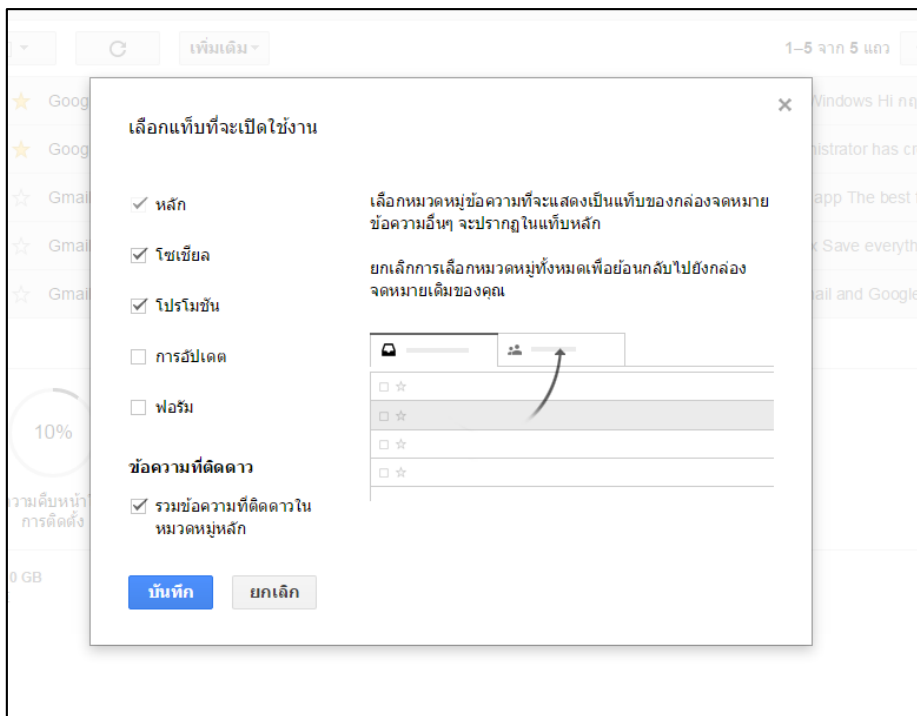 เพิ่มเติม
1–5 จาก 5 แถว
Goog
Windows Hi
Goog
nistrator has cr
Gmail
app The best
Gmail
x Save everyth
Gmail
ail and Google
เลือกแท็บที่จะเปิดใช้งาน
หลัก
โซเชียล
โปรโมชัน
การอัปเดต
ฟอรัม
ข้อความที่ติดดาว
รวมข้อความที่ติดดาวใน
หมวดหมู่หลัก
บันทึก
ยกเลิก
เลือกหมวดหมู่ข้อความที่จะแสดงเป็นแท็บของกล่องจดหมาย
ข้อความอื่นๆ จะปรากฏในแท็บหลัก
ยกเลิกการเลือกหมวดหมู่ทั้งหมดเพื่อย้อนกลับไปยังกล่อง
จดหมายเดิมของคุณ
10%
วามคืบหน้า
การติดตั้ง
0 GB